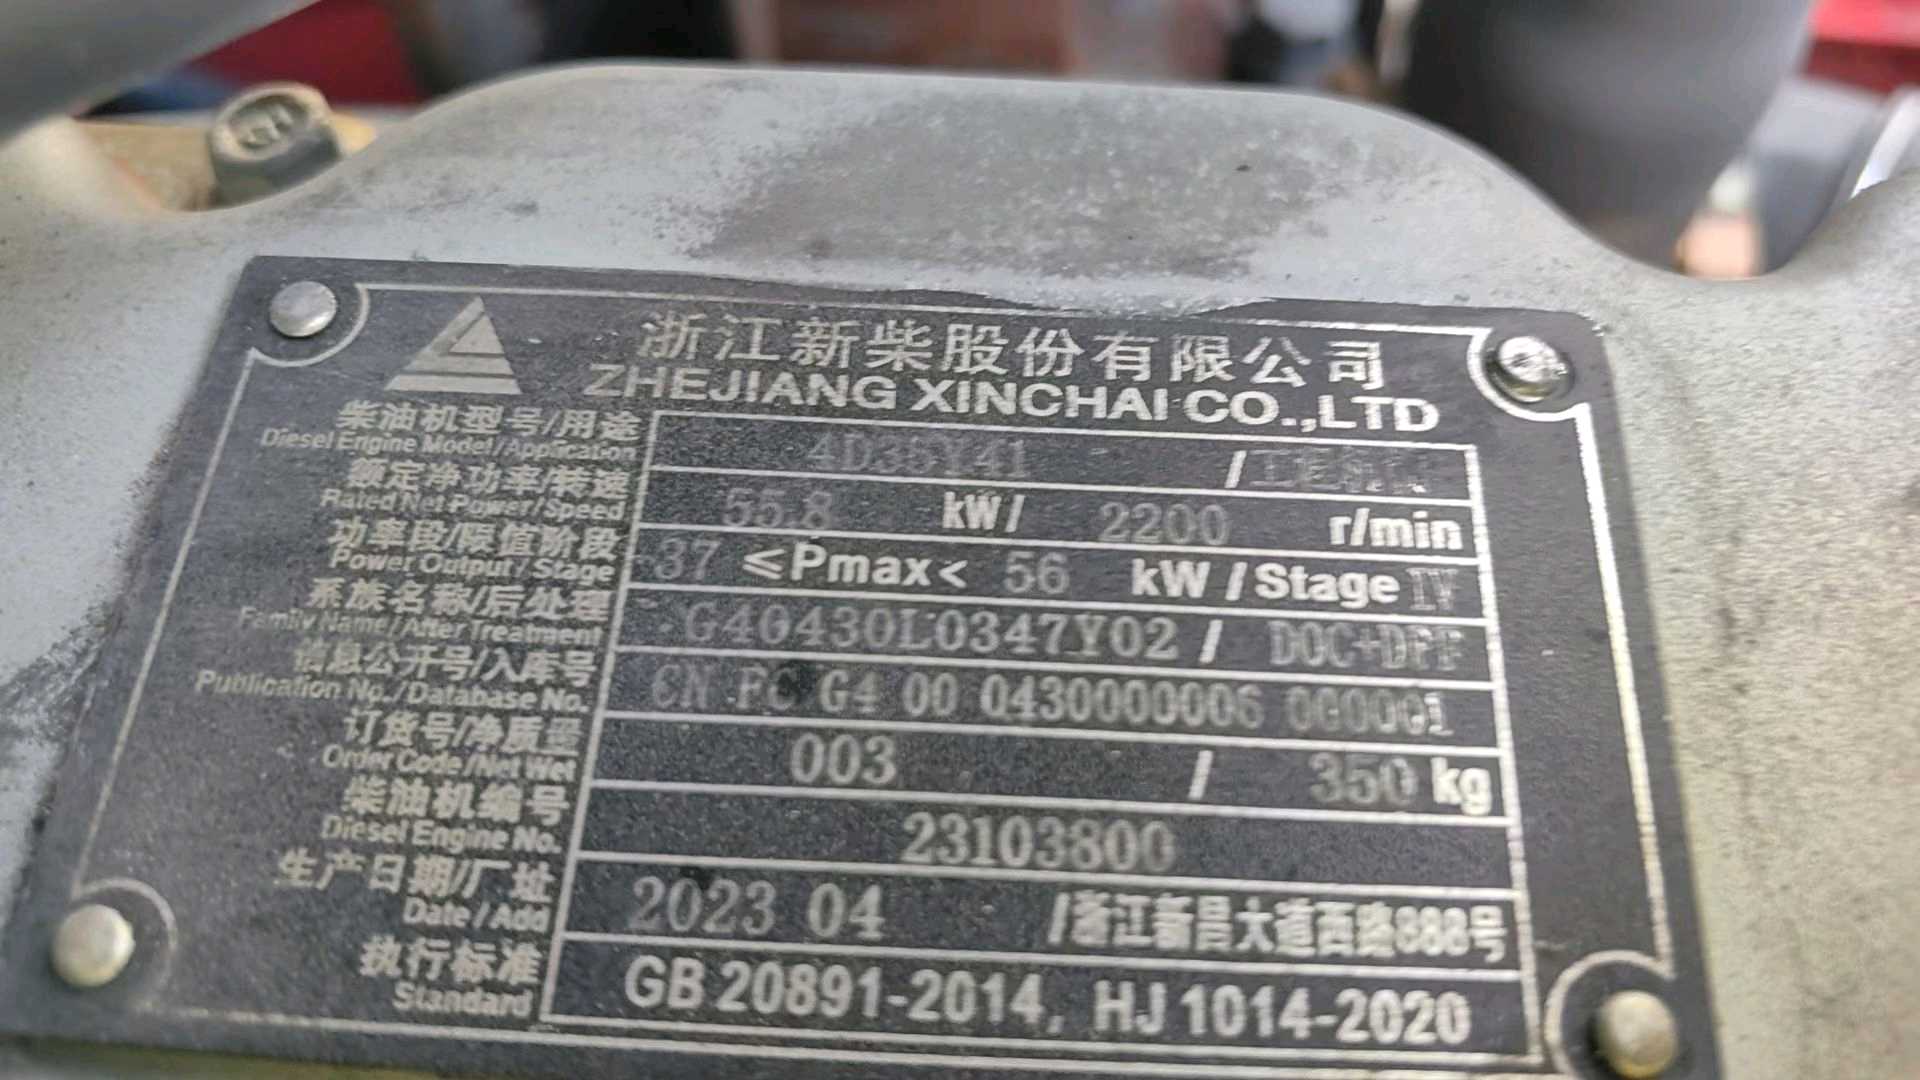 浙江新柴股份有限公司
ZHEJIANG XINCHAI CO.,LTD
柴油机型号/用途
Diesel Engine Model/Application
4D35Y41 /工程机械
额定净功率/转速
Rated Net Power/Speed
55.8 kW/ 2200 r/min
功率段/限值阶段
Power Output/Stage
37 ≤Pmax< 56 kW/Stage IV
系族名称/后处理
Family Name/After Treatment
G40430L0347Y02/ DOC+DPF
信息公开号/入库号
Publication No./Database No.
CN FC G4 00 0430000006 000001
订货号/净质量
Order Code/Net Wet
003 / 350 kg
柴油机编号
Diesel Engine No.
23103800
生产日期/厂址
Date/Add
2023 04 /浙江新昌大道西路888号
执行标准
Standard
GB 20891-2014, HJ 1014-2020